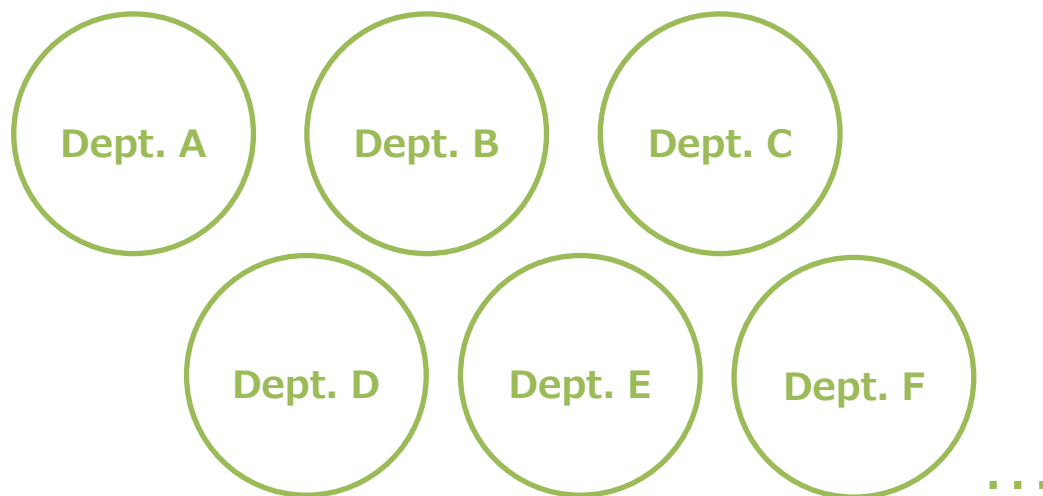 Dept. A
Dept. B
Dept. C
Dept. D
Dept. E
Dept. F
...